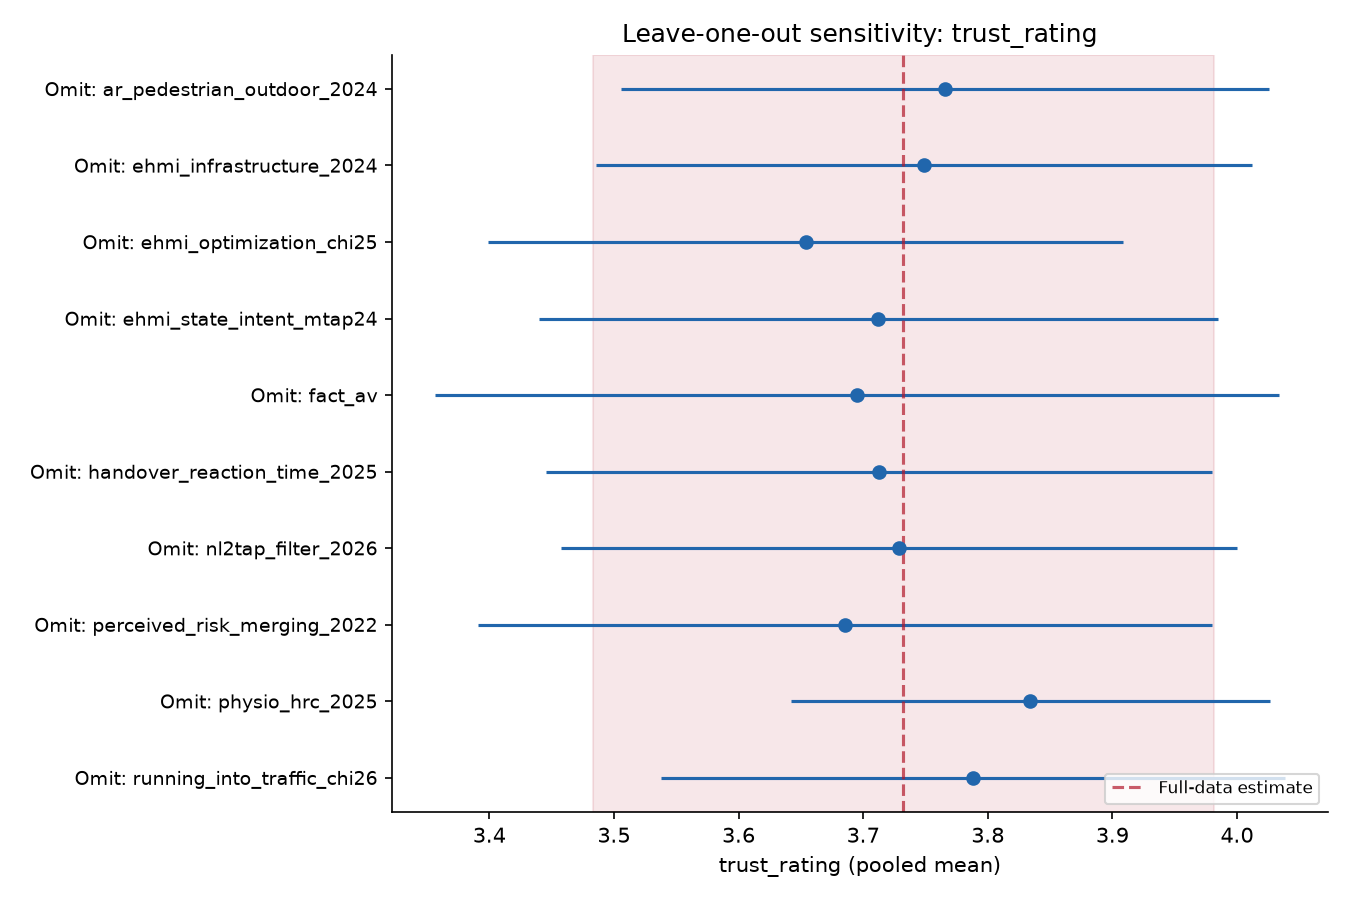 Leave-one-out sensitivity: trust_rating
Omit: ar_pedestrian_outdoor_2024
Omit: ehmi_infrastructure_2024
Omit: ehmi_optimization_chi25
Omit: ehmi_state_intent_mtap24
Omit: fact_av
Omit: handover_reaction_time_2025
Omit: nl2tap_filter_2026
Omit: perceived_risk_merging_2022
Omit: physio_hrc_2025
Omit: running_into_traffic_chi26
Full-data estimate
3.4 3.5 3.6 3.7 3.8 3.9 4.0
trust_rating (pooled mean)